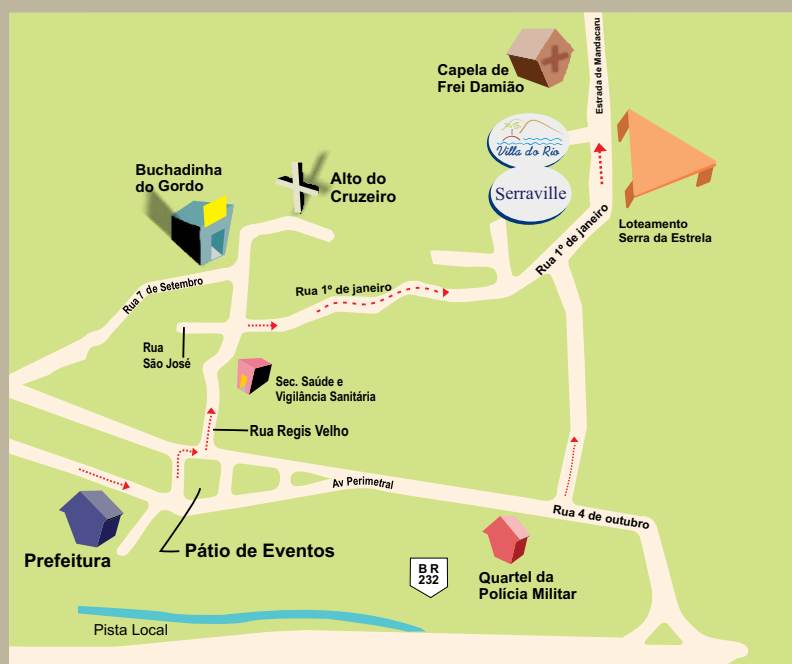 Estrada de Mandacaru
Capela de
Frei Damião
Villa do Rio
Serraville
Buchadinha
do Gordo
Alto do
Cruzeiro
Loteamento
Serra da Estrela
Rua 1º de janeiro
Rua 7 de Setembro
Rua 1º de janeiro
Rua
São José
Sec. Saúde e
Vigilância Sanitária
Rua Regis Velho
Av Perimetral
Rua 4 de outubro
Prefeitura
Pátio de Eventos
B R
232
Quartel da
Polícia Militar
Pista Local